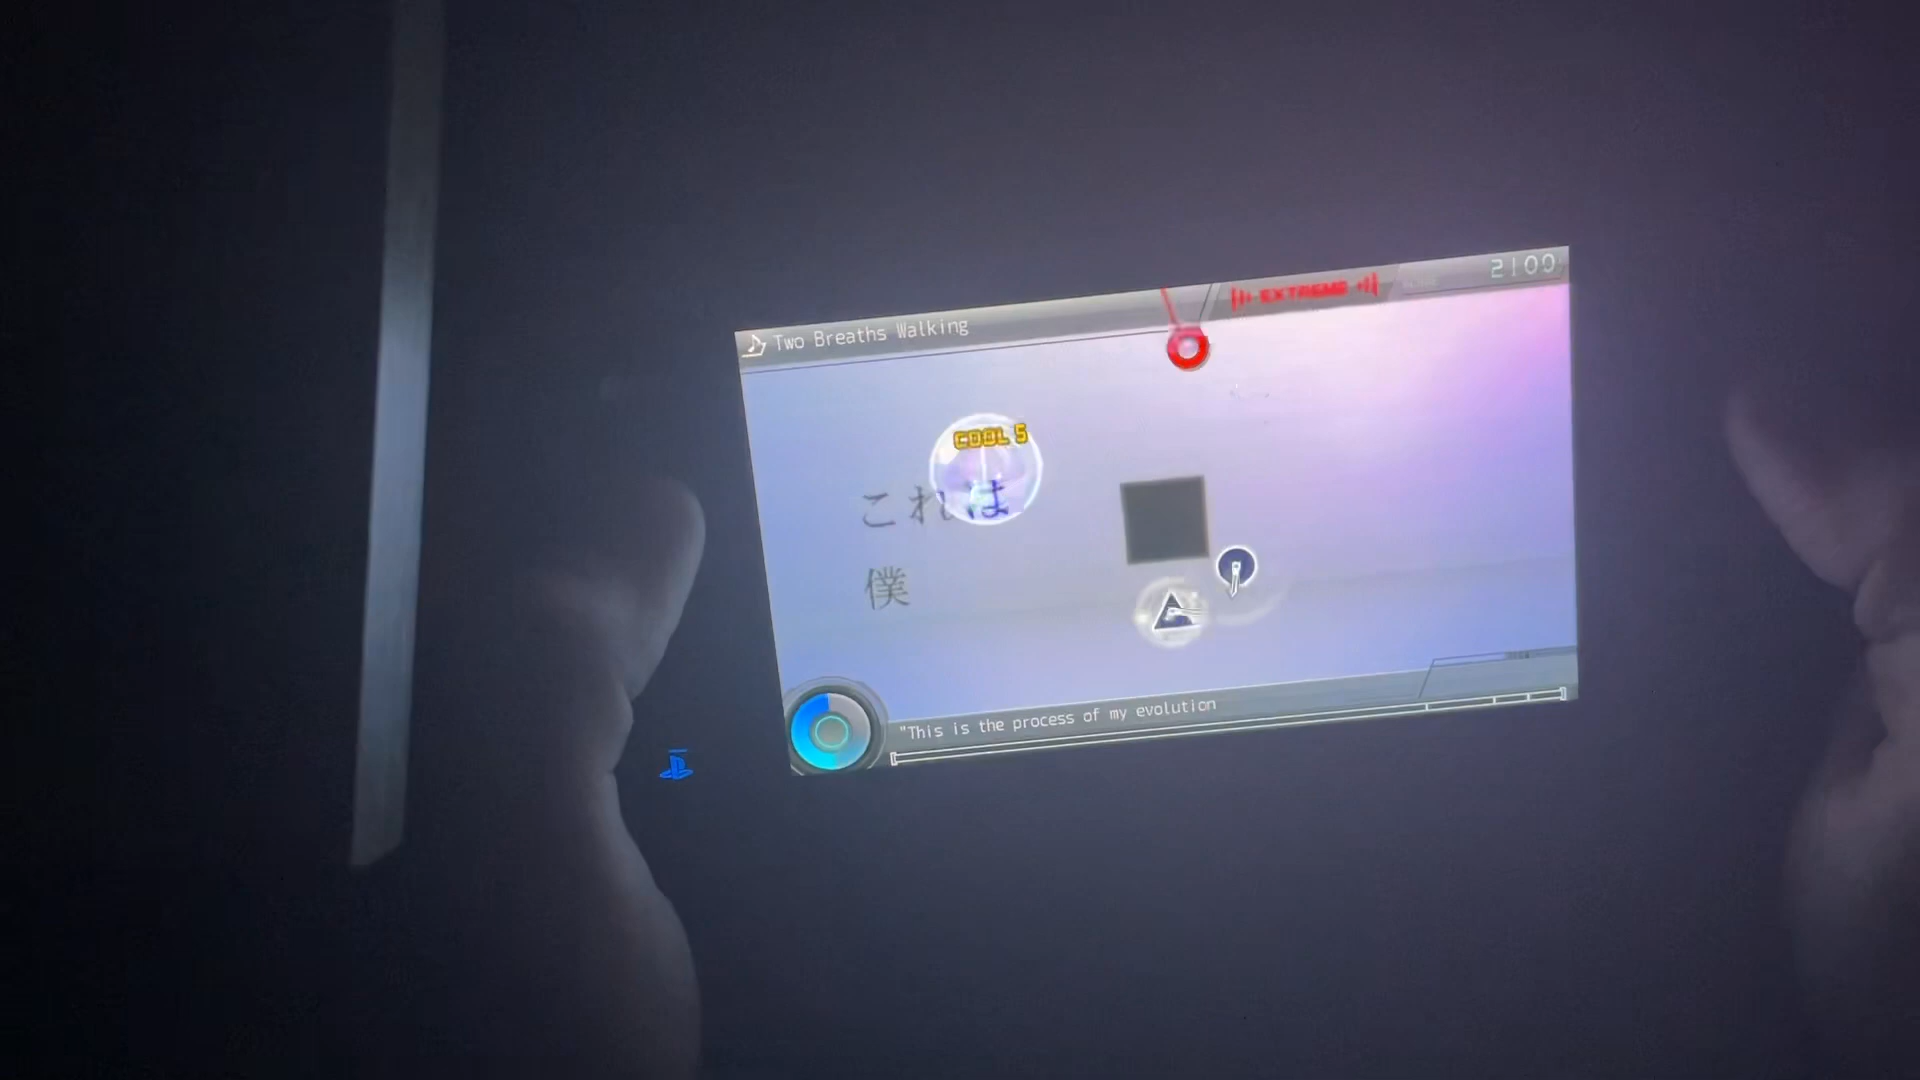 Two Breaths Walking
EXTREME
2100
COOL 5
これは
僕
"This is the process of my evolution